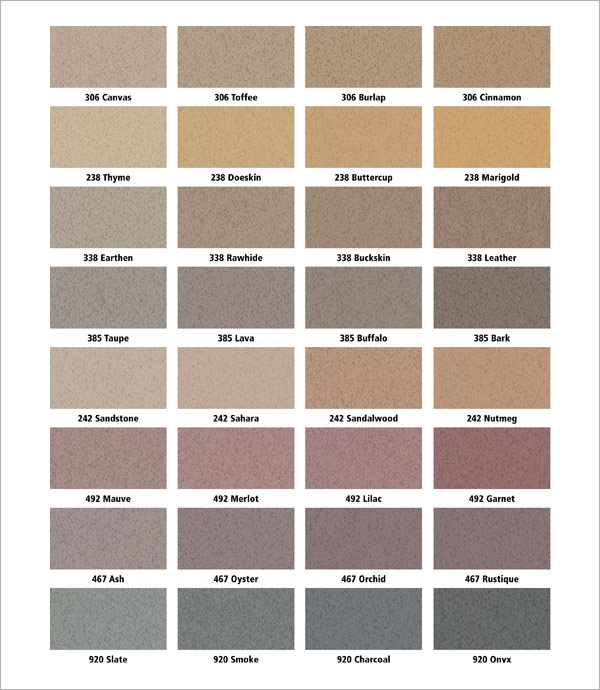 306 Canvas 306 Toffee 306 Burlap 306 Cinnamon
238 Thyme 238 Doeskin 238 Buttercup 238 Marigold
338 Earthen 338 Rawhide 338 Buckskin 338 Leather
385 Taupe 385 Lava 385 Buffalo 385 Bark
242 Sandstone 242 Sahara 242 Sandalwood 242 Nutmeg
492 Mauve 492 Merlot 492 Lilac 492 Garnet
467 Ash 467 Oyster 467 Orchid 467 Rustique
920 Slate 920 Smoke 920 Charcoal 920 Onyx